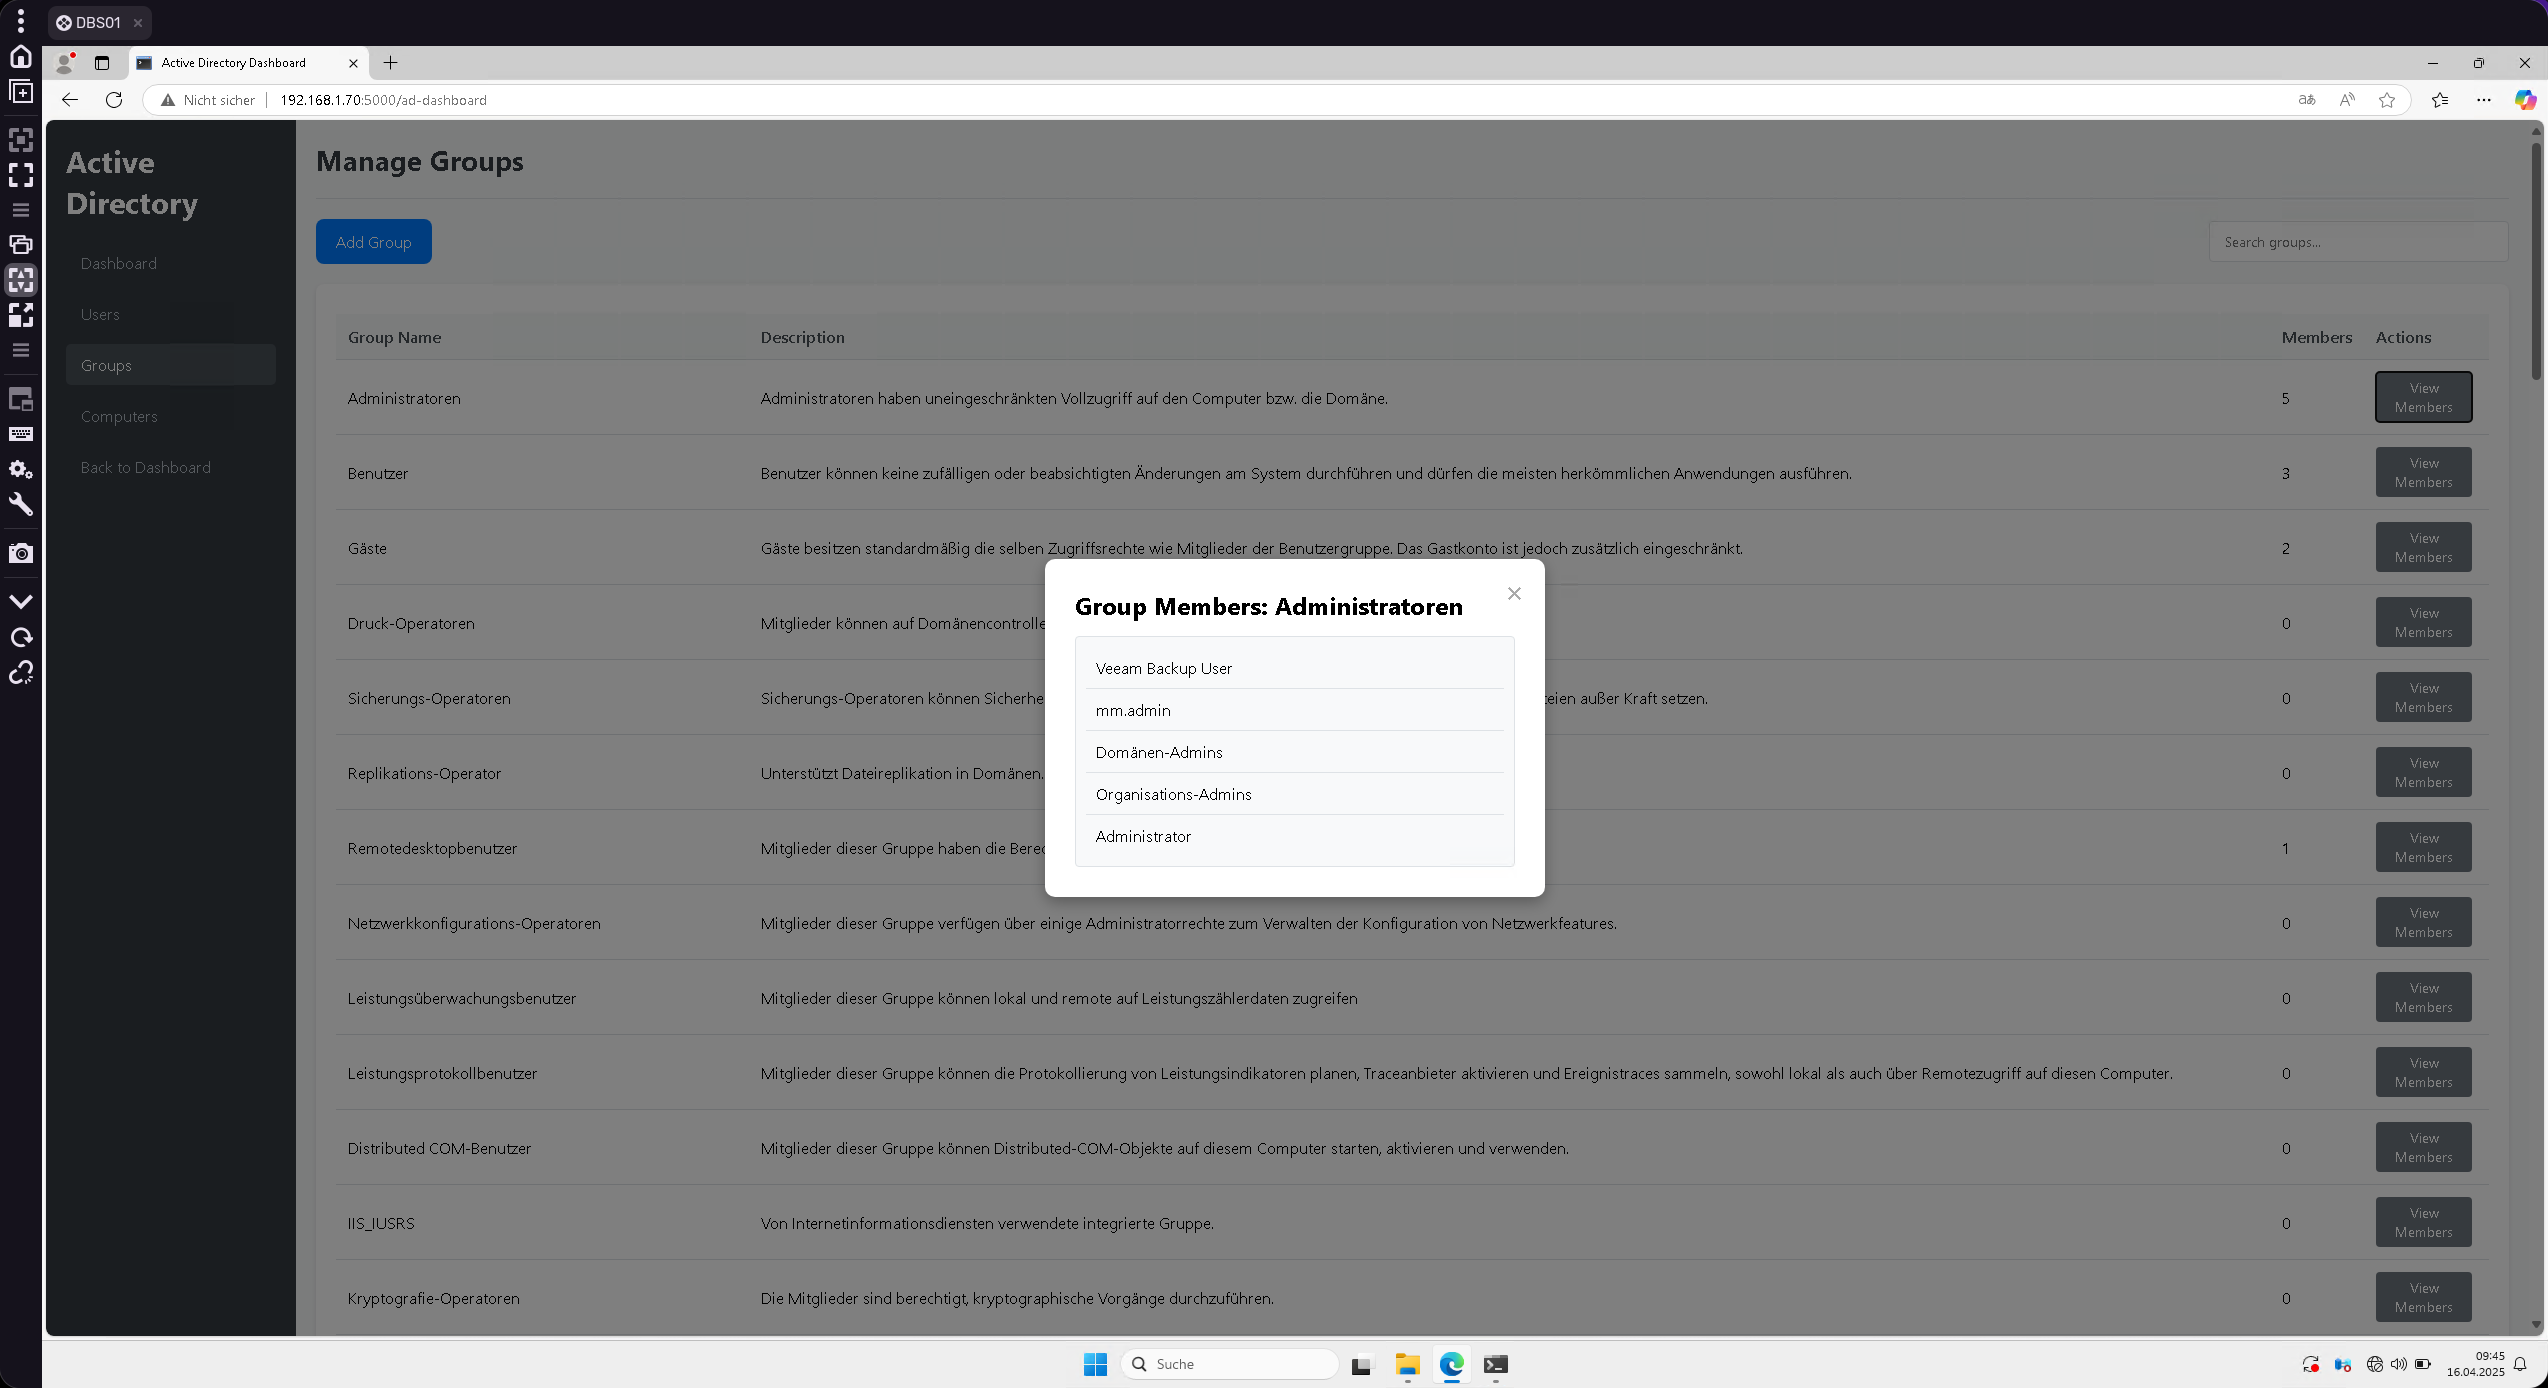 DBS01
Active Directory Dashboard
Nicht sicher
192.168.1.70:5000/ad-dashboard
Active
Directory
Dashboard
Users
Groups
Computers
Back to Dashboard
Manage Groups
Add Group
Search groups...
Group Name Description Members Actions
Administratoren Administratoren haben uneingeschränkten Vollzugriff auf den Computer bzw. die Domäne. 5 View Members
Benutzer Benutzer können keine zufälligen oder beabsichtigten Änderungen am System durchführen und dürfen die meisten herkömmlichen Anwendungen ausführen. 3 View Members
Gäste Gäste besitzen standardmäßig die selben Zugriffsrechte wie Mitglieder der Benutzergruppe. Das Gastkonto ist jedoch zusätzlich eingeschränkt. 2 View Members
Druck-Operatoren Mitglieder können auf Domänencontrolle 0 View Members
Sicherungs-Operatoren Sicherungs-Operatoren können Sicherhe teien außer Kraft setzen. 0 View Members
Replikations-Operator Unterstützt Dateireplikation in Domänen. 0 View Members
Remotedesktopbenutzer Mitglieder dieser Gruppe haben die Berec 1 View Members
Netzwerkkonfigurations-Operatoren Mitglieder dieser Gruppe verfügen über einige Administratorrechte zum Verwalten der Konfiguration von Netzwerkfeatures. 0 View Members
Leistungsüberwachungsbenutzer Mitglieder dieser Gruppe können lokal und remote auf Leistungszählerdaten zugreifen 0 View Members
Leistungsprotokollbenutzer Mitglieder dieser Gruppe können die Protokollierung von Leistungsindikatoren planen, Traceanbieter aktivieren und Ereignistraces sammeln, sowohl lokal als auch über Remotezugriff auf diesen Computer. 0 View Members
Distributed COM-Benutzer Mitglieder dieser Gruppe können Distributed-COM-Objekte auf diesem Computer starten, aktivieren und verwenden. 0 View Members
IIS_IUSRS Von Internetinformationsdiensten verwendete integrierte Gruppe. 0 View Members
Kryptografie-Operatoren Die Mitglieder sind berechtigt, kryptographische Vorgänge durchzuführen. 0 View Members
Group Members: Administratoren
Veeam Backup User
mm.admin
Domänen-Admins
Organisations-Admins
Administrator
Suche
09:45
16.04.2025